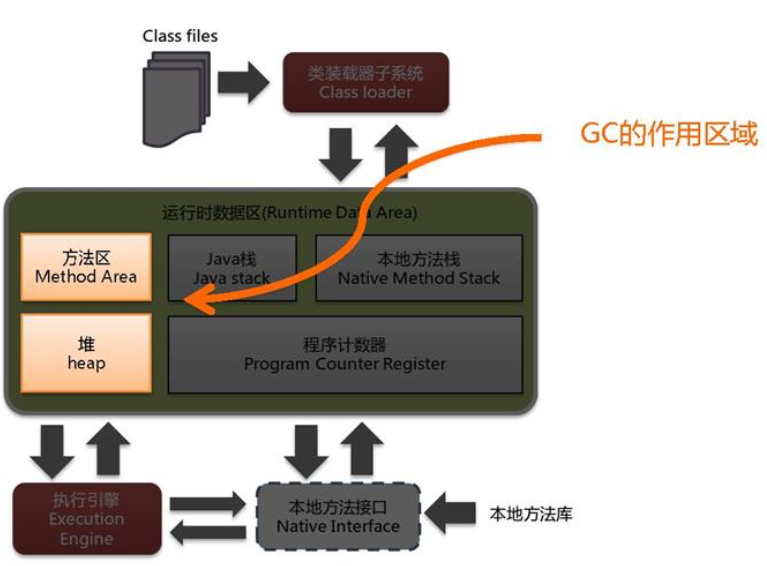 Class files
类装载器子系统
Class loader
GC的作用区域
运行时数据区(Runtime Data Area)
方法区
Method Area
Java栈
Java stack
本地方法栈
Native Method Stack
堆
heap
程序计数器
Program Counter Register
执行引擎
Execution
Engine
本地方法接口
Native Interface
本地方法库